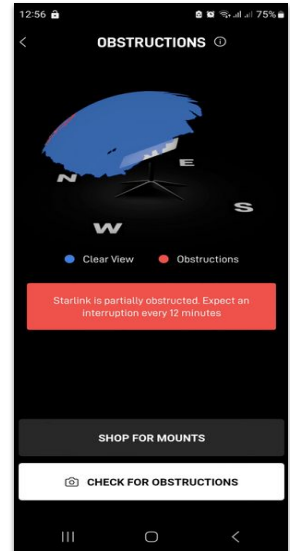 12:56 75%
OBSTRUCTIONS
N E
W S
Clear View Obstructions
Starlink is partially obstructed. Expect an
interruption every 12 minutes
SHOP FOR MOUNTS
CHECK FOR OBSTRUCTIONS